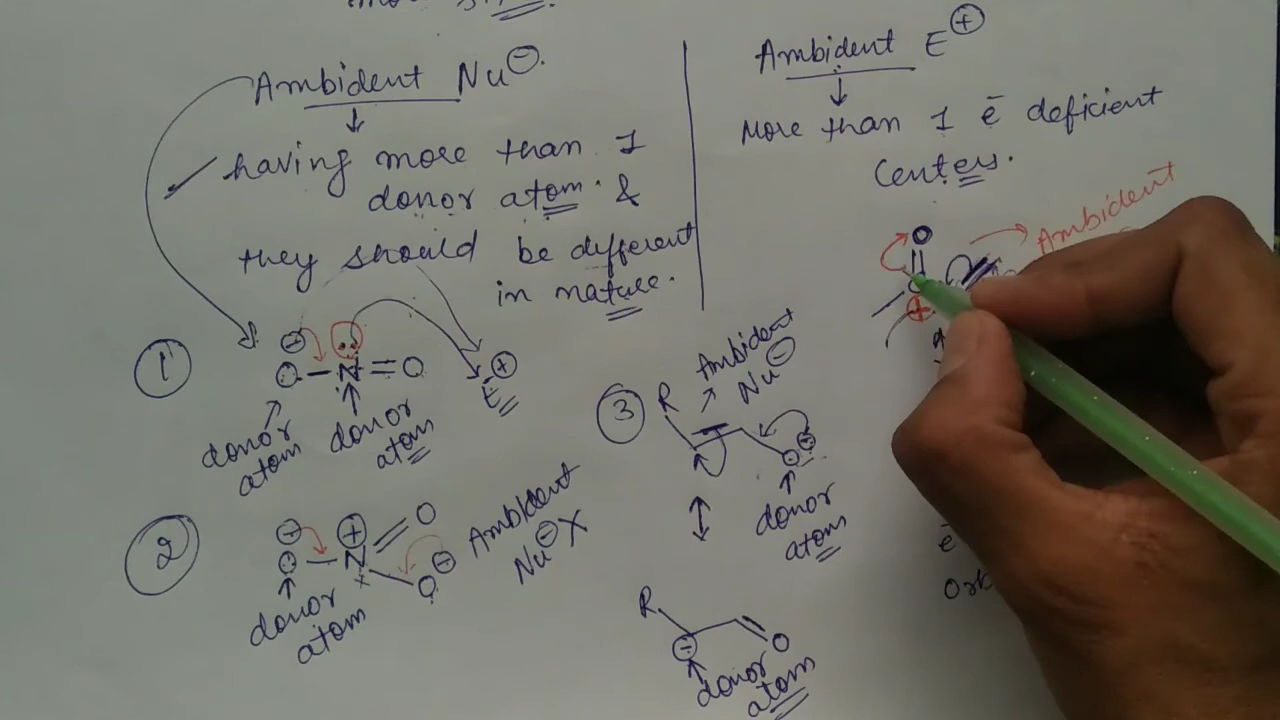 Ambident Nu⊖.
↓
having more than 1
donor atom. &
they should be different
in nature.
1
⊖
O – N = O
E⊕
donor
atom
donor
atom
2
⊖
O – N⊕ = O
O⊖
donor
atom
Ambident
Nu⊖ X
3
R
Ambident
Nu⊖
O⊖
donor
atom
R
⊖
O
donor
atom
Ambident E⊕
↓
More than 1 ē deficient
centers.
Ambident
O
C
⊕
ē